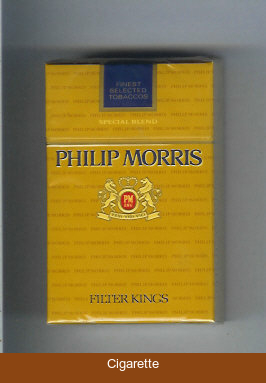 FINEST
SELECTED
TOBACCOS
SPECIAL BLEND
PHILIP MORRIS
PM
FILTER KINGS
Cigarette